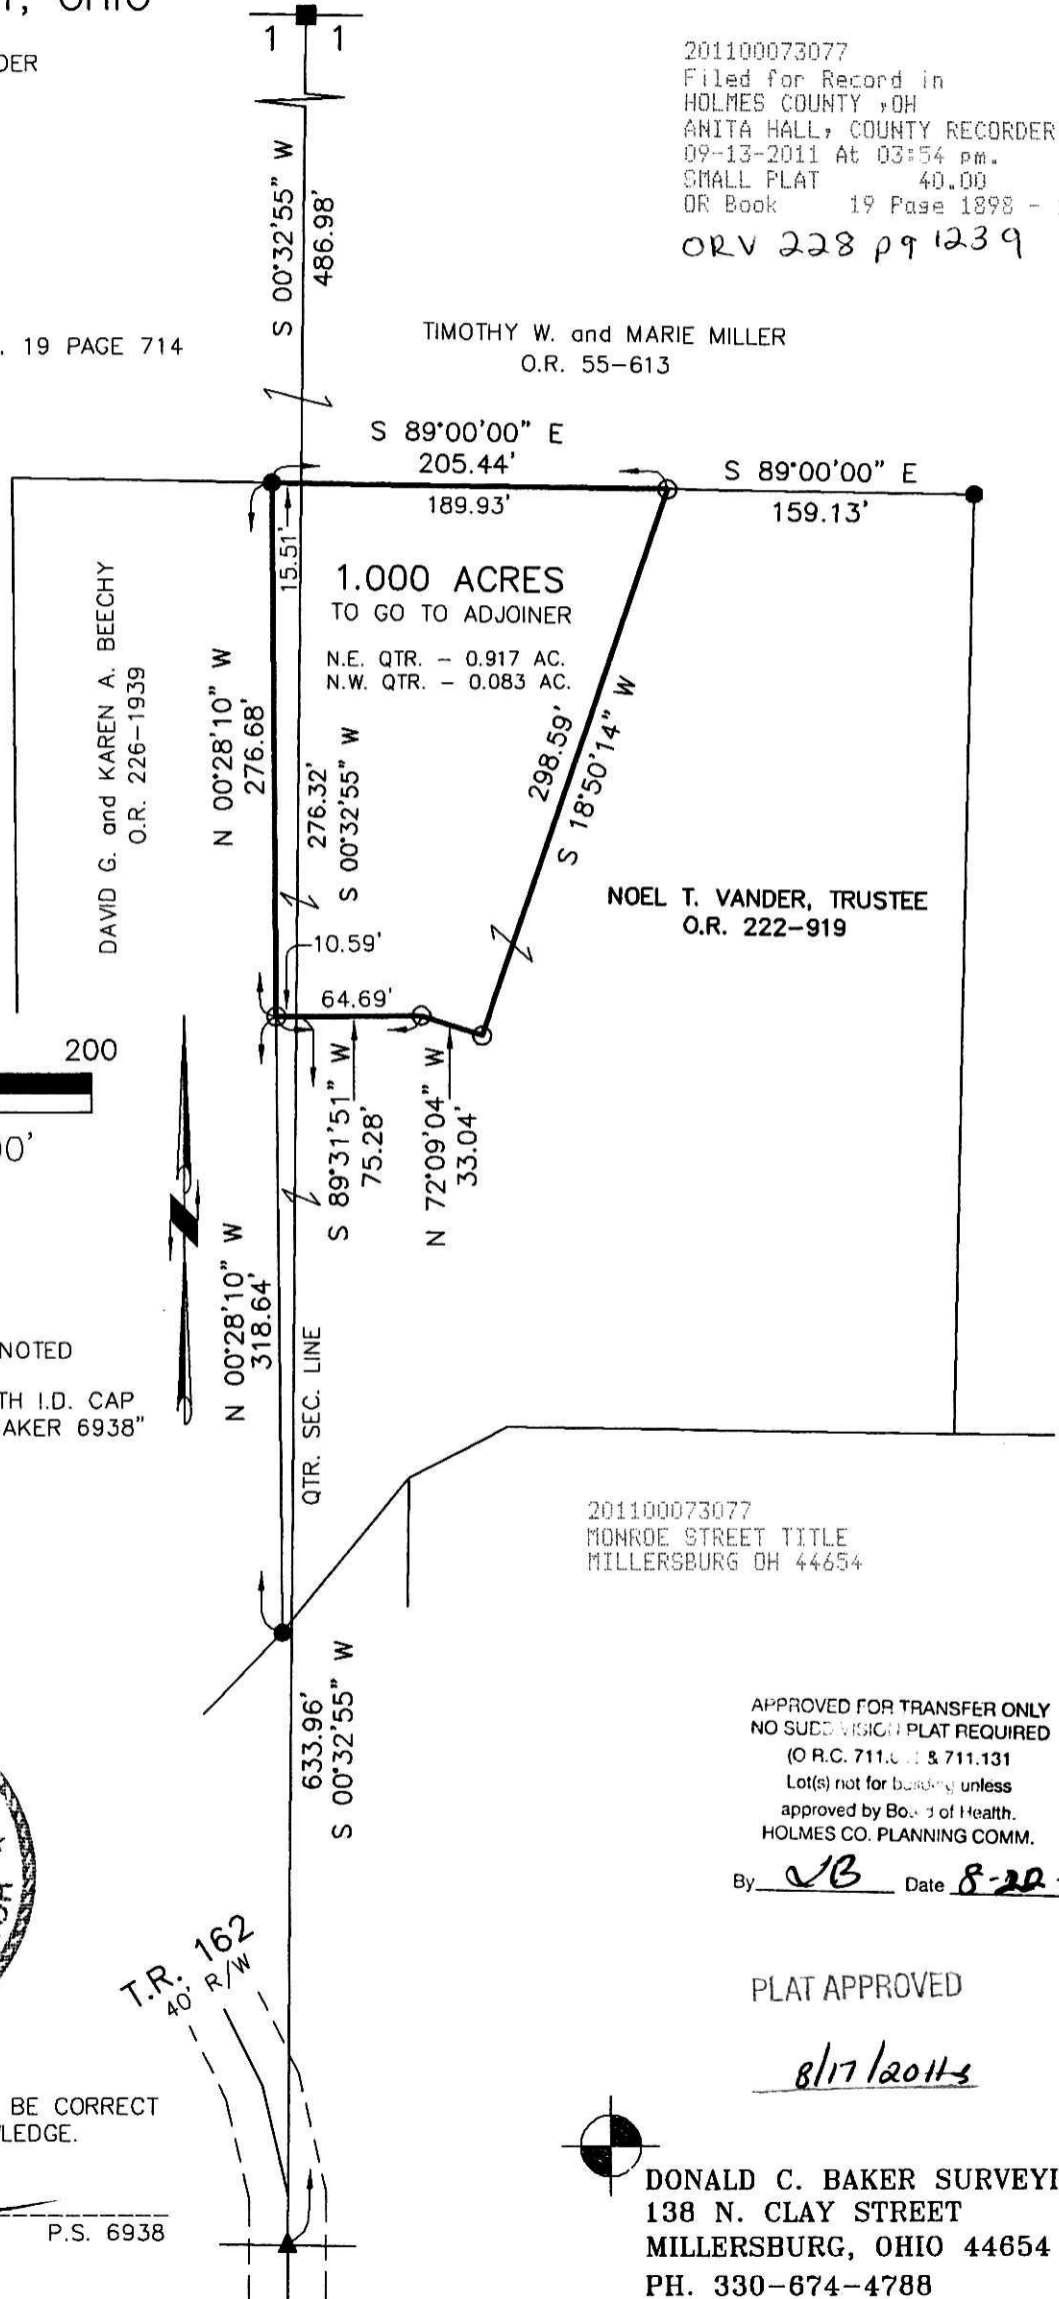 OHIO
1 1
201100073077
Filed for Record in
HOLMES COUNTY ,OH
ANITA HALL, COUNTY RECORDER
09-13-2011 At 03:54 pm.
SMALL PLAT 40.00
OR Book 19 Page 1898 -
ORV 228 pg 1239
S 00°32'55" W
486.98'
19 PAGE 714
TIMOTHY W. and MARIE MILLER
O.R. 55-613
S 89°00'00" E
205.44'
189.93'
S 89°00'00" E
159.13'
15.51'
1.000 ACRES
TO GO TO ADJOINER
N.E. QTR. - 0.917 AC.
N.W. QTR. - 0.083 AC.
DAVID G. and KAREN A. BEECHY
O.R. 226-1939
N 00°28'10" W
276.68'
276.32'
S 00°32'55" W
298.59'
S 18°50'14" W
NOEL T. VANDER, TRUSTEE
O.R. 222-919
10.59'
64.69'
S 89°31'51" W
75.28'
N 72°09'04" W
33.04'
200
00'
N 00°28'10" W
318.64'
QTR. SEC. LINE
NOTED
TH I.D. CAP
AKER 6938"
201100073077
MONROE STREET TITLE
MILLERSBURG OH 44654
633.96'
S 00°32'55" W
APPROVED FOR TRANSFER ONLY
NO PLAT REQUIRED
(O R.C. & 711.131
Lot(s) not for unless
approved by of Health.
HOLMES CO. PLANNING COMM.
By JB Date 8-22-
T.R. 162
40' R/W
PLAT APPROVED
8/17/2011
BE CORRECT
LEDGE.
P.S. 6938
DONALD C. BAKER SURVEYI
138 N. CLAY STREET
MILLERSBURG, OHIO 44654
PH. 330-674-4788